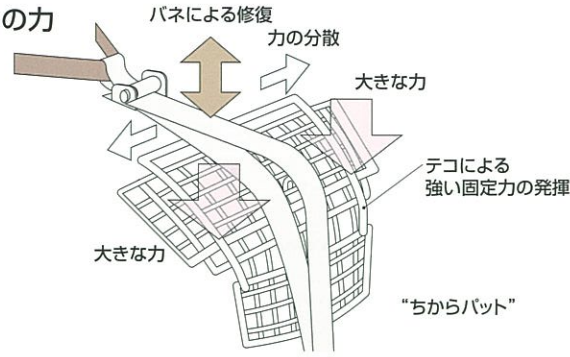 の力
バネによる修復
力の分散
大きな力
テコによる
強い固定力の発揮
大きな力
“ちからパット”